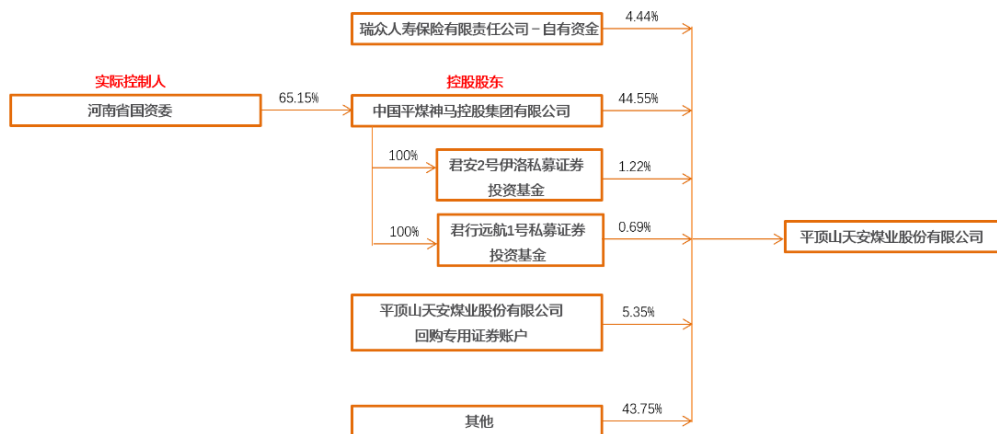 瑞众人寿保险有限责任公司－自有资金
4.44%
实际控制人
控股股东
河南省国资委
65.15%
中国平煤神马控股集团有限公司
44.55%
100%
君安2号伊洛私募证券
投资基金
1.22%
100%
君行远航1号私募证券
投资基金
0.69%
平顶山天安煤业股份有限公司
平顶山天安煤业股份有限公司
回购专用证券账户
5.35%
其他
43.75%